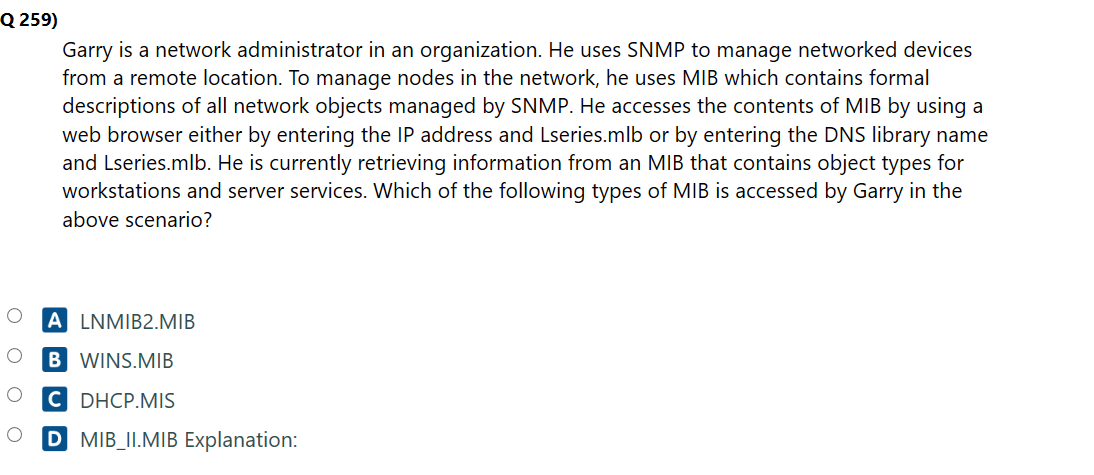 Q 259)
Garry is a network administrator in an organization. He uses SNMP to manage networked devices
from a remote location. To manage nodes in the network, he uses MIB which contains formal
descriptions of all network objects managed by SNMP. He accesses the contents of MIB by using a
web browser either by entering the IP address and Lseries.mlb or by entering the DNS library name
and Lseries.mlb. He is currently retrieving information from an MIB that contains object types for
workstations and server services. Which of the following types of MIB is accessed by Garry in the
above scenario?
A LNMIB2.MIB
B WINS.MIB
C DHCP.MIS
D MIB_II.MIB Explanation: